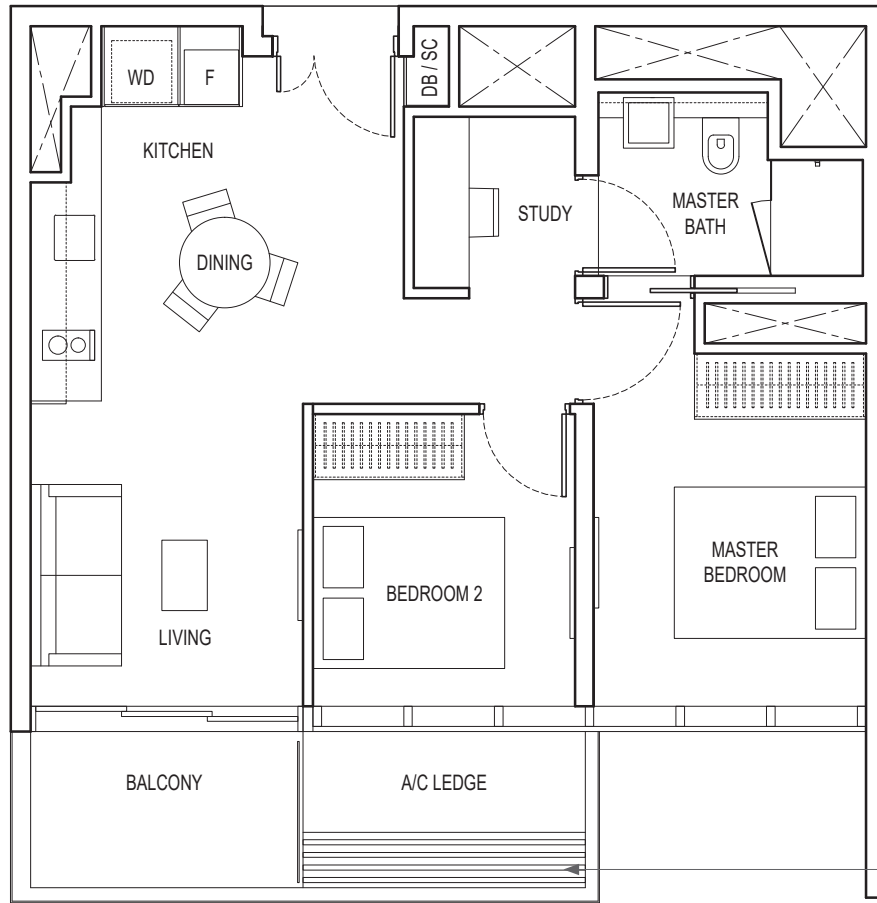 WD
F
DB / SC
KITCHEN
STUDY
MASTER
BATH
DINING
MASTER
BEDROOM
BEDROOM 2
LIVING
BALCONY
A/C LEDGE